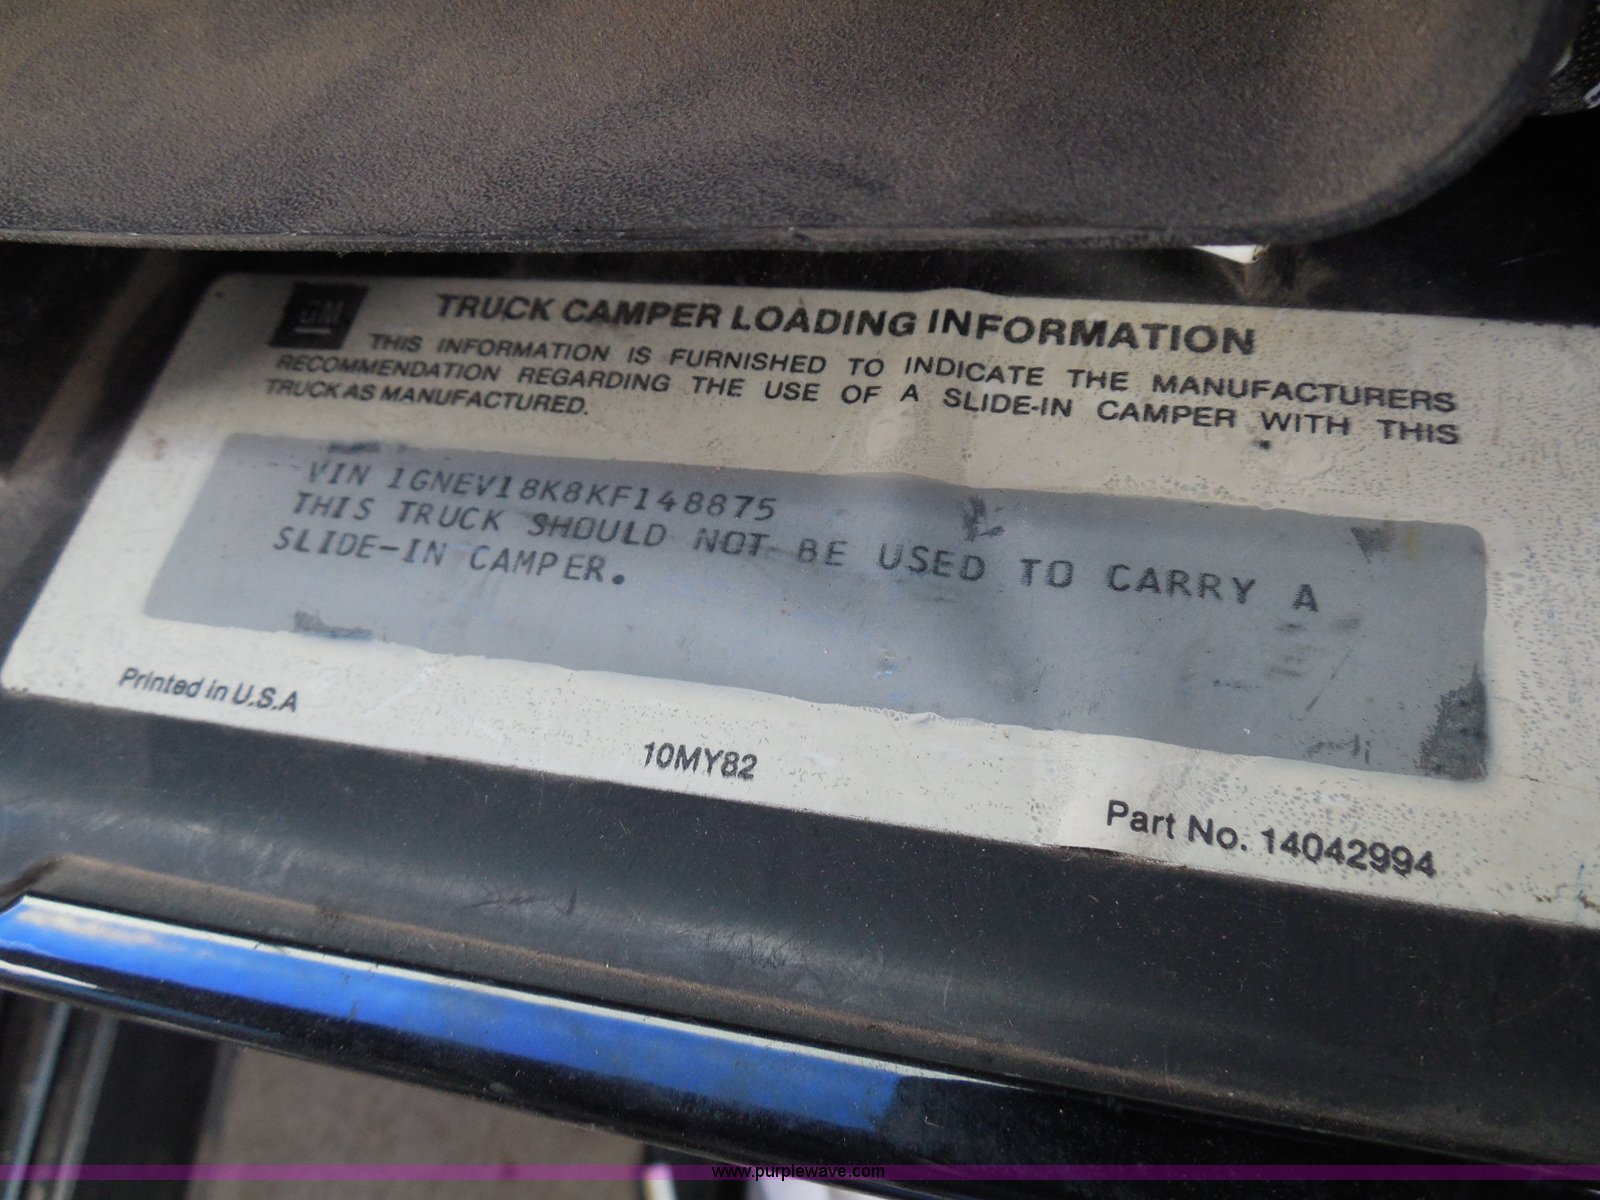 GM
TRUCK CAMPER LOADING INFORMATION
THIS INFORMATION IS FURNISHED TO INDICATE THE MANUFACTURERS
RECOMMENDATION REGARDING THE USE OF A SLIDE-IN CAMPER WITH THIS
TRUCK AS MANUFACTURED.
VIN 1GNEV18K8KF148875
THIS TRUCK SHOULD NOT BE USED TO CARRY A
SLIDE-IN CAMPER.
Printed in U.S.A
10MY82
Part No. 14042994
www.purplewave.com